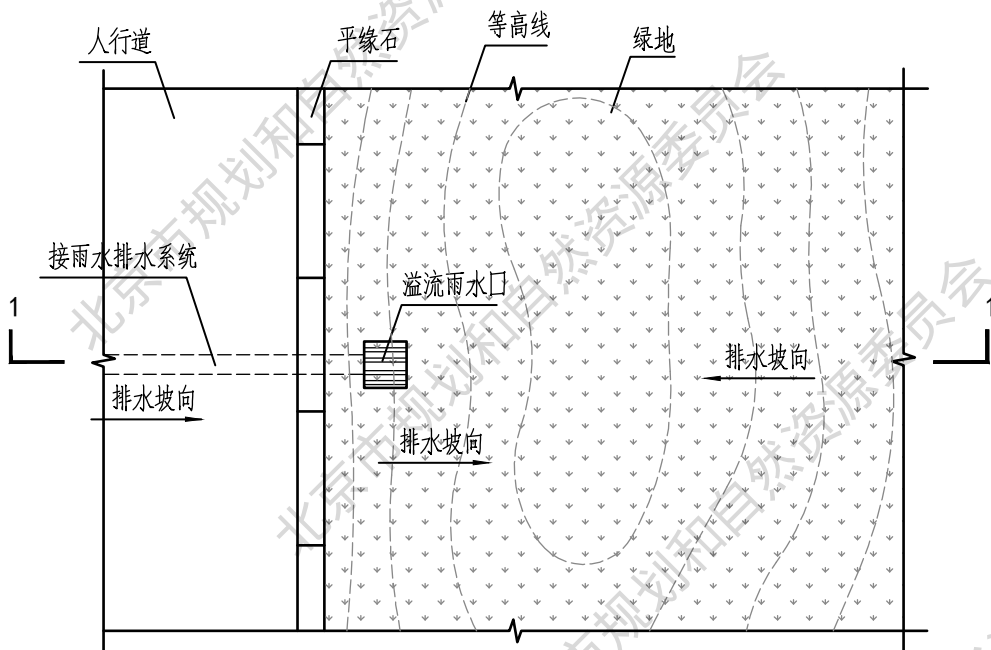 人行道
平缘石
等高线
绿地
接雨水排水系统
溢流雨水口
1
1
排水坡向
排水坡向
排水坡向
北京市规划和自然资源委员会
北京市规划和自然资源委员会
市规划和自然资源委员会